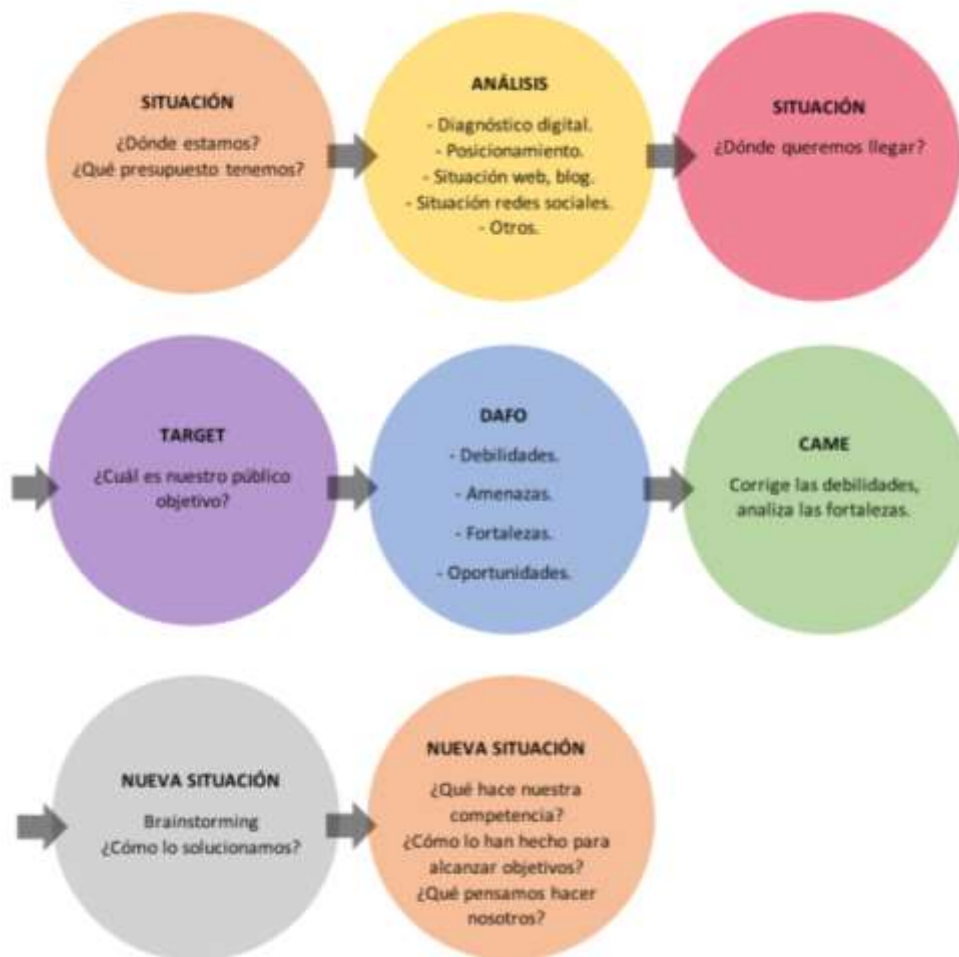 SITUACIÓN
¿Dónde estamos?
¿Qué presupuesto tenemos?
ANÁLISIS
- Diagnóstico digital.
- Posicionamiento.
- Situación web, blog.
- Situación redes sociales.
- Otros.
SITUACIÓN
¿Dónde queremos llegar?
TARGET
¿Cuál es nuestro público
objetivo?
DAFO
- Debilidades.
- Amenazas.
- Fortalezas.
- Oportunidades.
CAME
Corrige las debilidades,
analiza las fortalezas.
NUEVA SITUACIÓN
Brainstorming
¿Cómo lo solucionamos?
NUEVA SITUACIÓN
¿Qué hace nuestra
competencia?
¿Cómo lo han hecho para
alcanzar objetivos?
¿Qué pensamos hacer
nosotros?